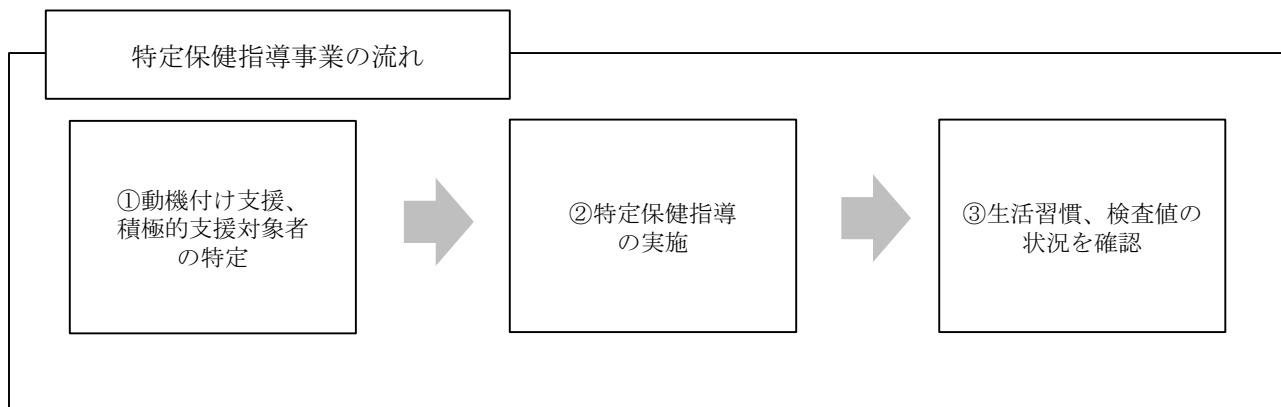 特定保健指導事業の流れ
①動機付け支援、
積極的支援対象者
の特定
②特定保健指導
の実施
③生活習慣、検査値の
状況を確認